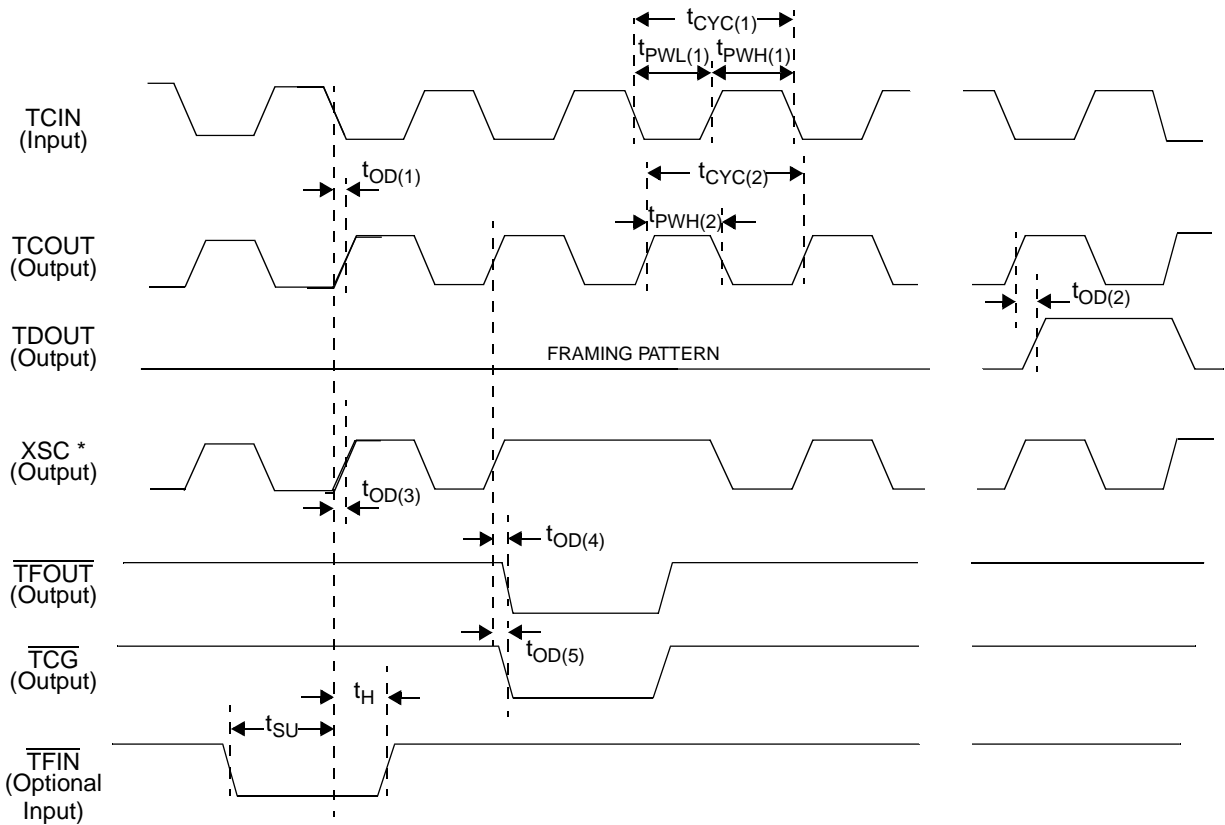 tCYC(1)
tPWL(1) tPWH(1)
TCIN
(Input)
tOD(1)
tCYC(2)
tPWH(2)
TCOUT
(Output)
tOD(2)
TDOUT
(Output)
FRAMING PATTERN
XSC *
(Output)
tOD(3)
tOD(4)
TFOUT
(Output)
tOD(5)
TCG
(Output)
tH
tSU
TFIN
(Optional
Input)